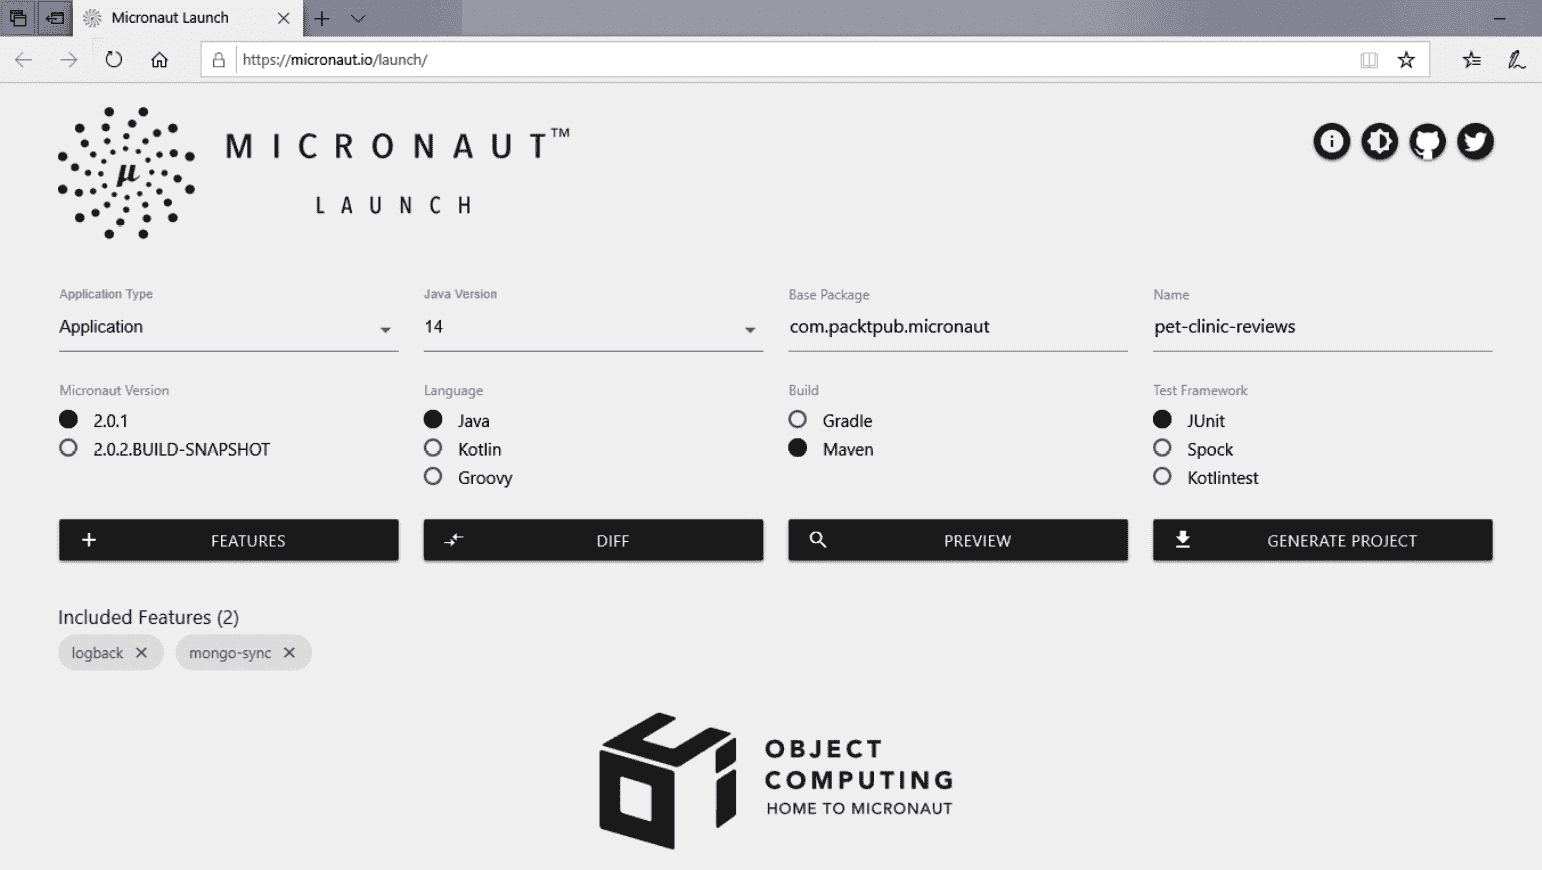 Micronaut Launch
https://micronaut.io/launch/
μ
MICRONAUT™
LAUNCH
Application Type
Java Version
Base Package
Name
Application
14
com.packtpub.micronaut
pet-clinic-reviews
Micronaut Version
Language
Build
Test Framework
2.0.1
Java
Gradle
JUnit
2.0.2.BUILD-SNAPSHOT
Kotlin
Maven
Spock
Groovy
Kotlintest
FEATURES
DIFF
PREVIEW
GENERATE PROJECT
Included Features (2)
logback
mongo-sync
OBJECT
COMPUTING
HOME TO MICRONAUT